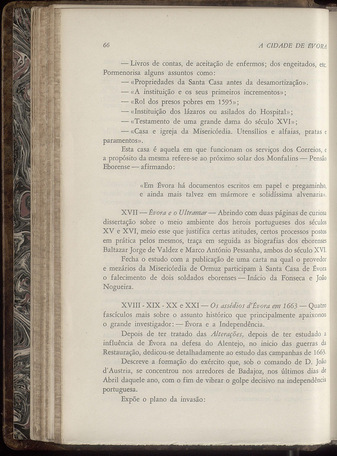 66 A CIDADE DE ÉVORA
— Livros de contas, de aceitação de enfermos; dos engeitados, etc.
Pormenorisa alguns assuntos como:
— «Propriedades da Santa Casa antes da desamortização».
— «A instituição e os seus primeiros incrementos»;
— «Rol dos presos pobres em 1595»;
— «Instituição dos lázaros ou asilados do Hospital»;
— «Testamento de uma grande dama do século XVI»;
— «Casa e igreja da Misericódia. Utensílios e alfaias, pratas e
paramentos».
Esta casa é aquela em que funcionam os serviços dos Correios, e
a propósito da mesma refere-se ao próximo solar dos Monfalins — Pensão
Eborense — afirmando:
«Em Évora há documentos escritos em papel e pergaminho,
e ainda mais talvez em mármore e solidíssima alvenaria».
XVII — Évora e o Ultramar — Abrindo com duas páginas de curiosa
dissertação sobre o meio ambiente dos herois portugueses dos séculos
XV e XVI, meio esse que justifica certas atitudes, certos processos postos
em prática pelos mesmos, traça em seguida as biografias dos eborenses
Baltazar Jorge de Valdez e Marco António Pessanha, ambos do século XVI.
Fecha o estudo com a publicação de uma carta na qual o provedor
e mezários da Misericórdia de Ormuz participam à Santa Casa de Évora
o falecimento de dois soldados eborenses — Inácio da Fonseca e João
Nogueira.
XVIII - XIX - XX e XXI — Os assédios d'Évora em 1663 — Quatro
fascículos mais sobre o assunto histórico que principalmente apaixonou
o grande investigador: — Évora e a Independência.
Depois de ter tratado das Alterações, depois de ter estudado a
influência de Évora na defesa do Alentejo, no início das guerras da
Restauração, dedicou-se detalhadamente ao estudo das campanhas de 1663.
Descreve a formação do exército que, sob o comando de D. João
d'Austria, se concentrou nos arredores de Badajoz, nos últimos dias de
Abril daquele ano, com o fim de vibrar o golpe decisivo na independência
portuguesa.
Expõe o plano da invasão: